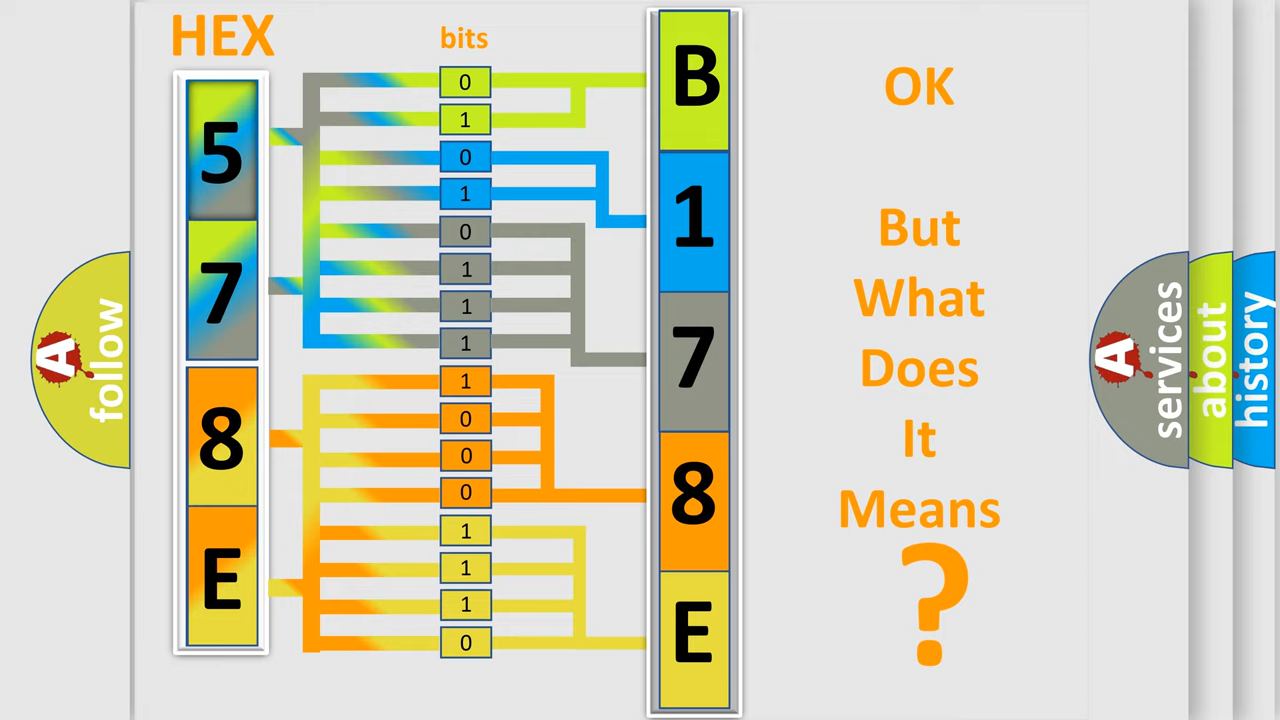 HEX
bits
5
7
8
E
0
1
0
1
0
1
1
1
1
0
0
0
1
1
1
0
B
1
7
8
E
OK
But
What
Does
It
Means
?
A
follow
A
services
about
history